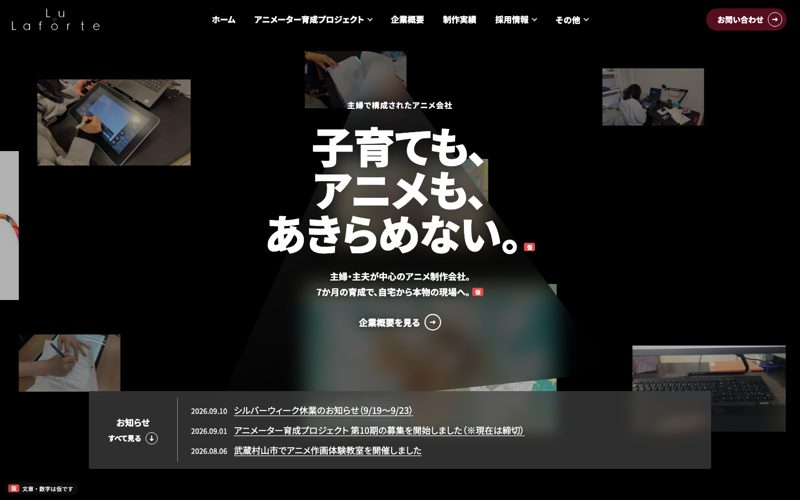 Lu
Laforte
ホーム
アニメーター育成プロジェクト
企業概要
制作実績
採用情報
その他
お問い合わせ
主婦で構成されたアニメ会社
子育ても、
アニメも、
あきらめない。仮
主婦・主夫が中心のアニメ制作会社。
7か月の育成で、自宅から本物の現場へ。仮
企業概要を見る
お知らせ
すべて見る
2026.09.10 シルバーウィーク休業のお知らせ（9/19～9/23）
2026.09.01 アニメーター育成プロジェクト 第10期の募集を開始しました（※現在は締切）
2026.08.06 武蔵村山市でアニメ作画体験教室を開催しました
仮 文章・数字は仮です